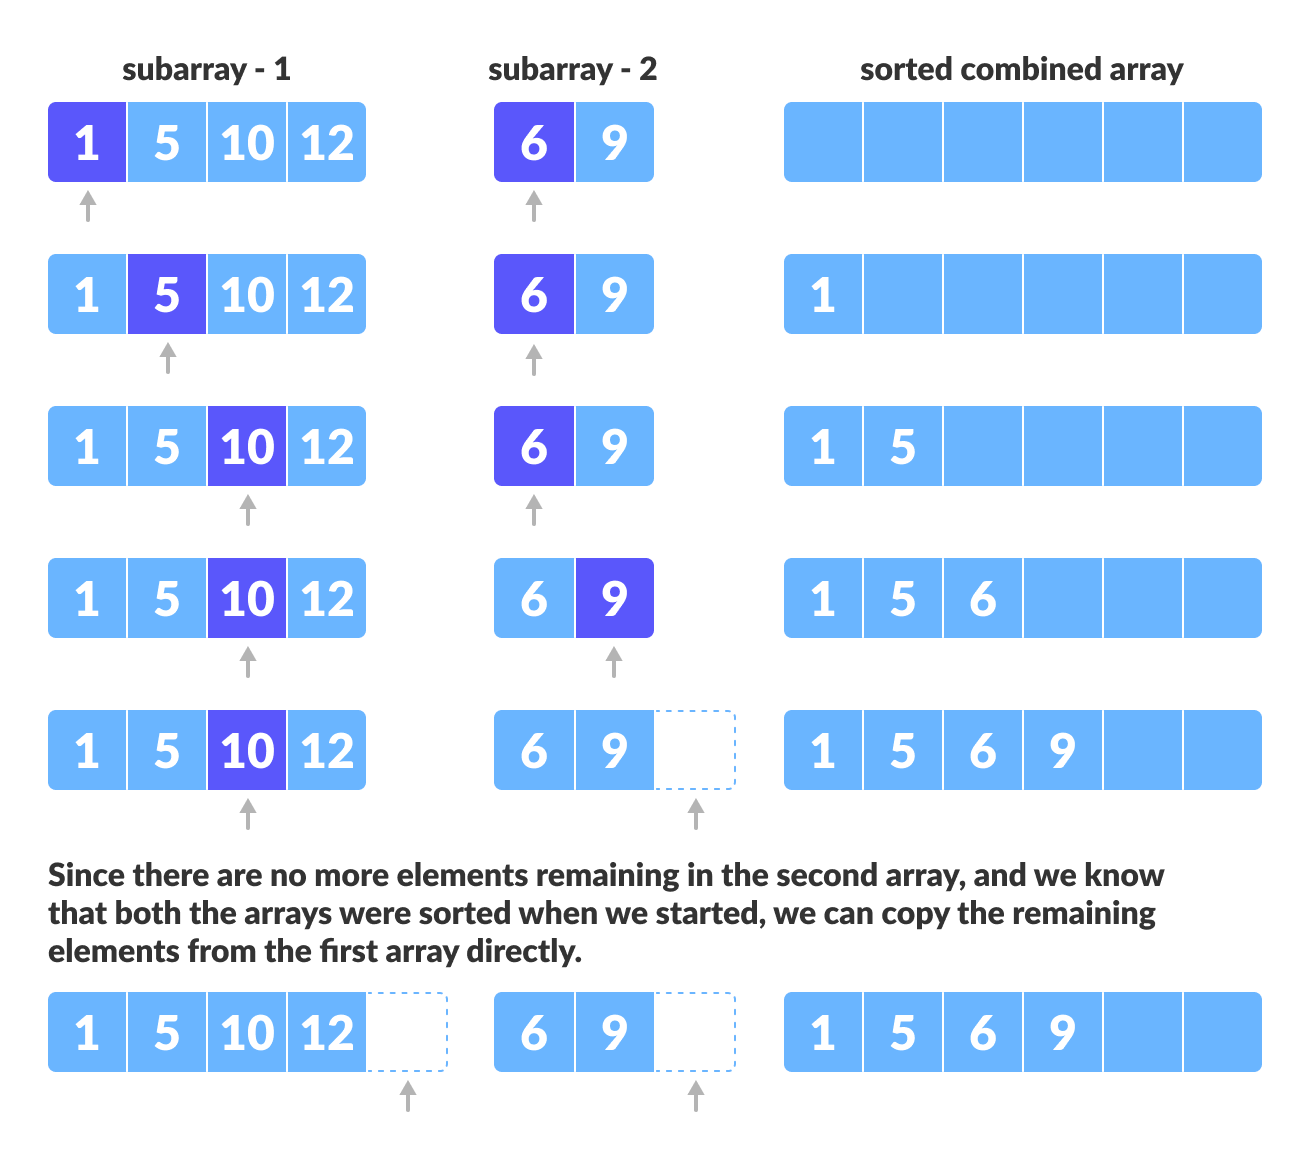 subarray - 1 subarray - 2 sorted combined array
1 5 10 12 6 9
1 5 10 12 6 9 1
1 5 10 12 6 9 1 5
1 5 10 12 6 9 1 5 6
1 5 10 12 6 9 1 5 6 9
Since there are no more elements remaining in the second array, and we know
that both the arrays were sorted when we started, we can copy the remaining
elements from the first array directly.
1 5 10 12 6 9 1 5 6 9